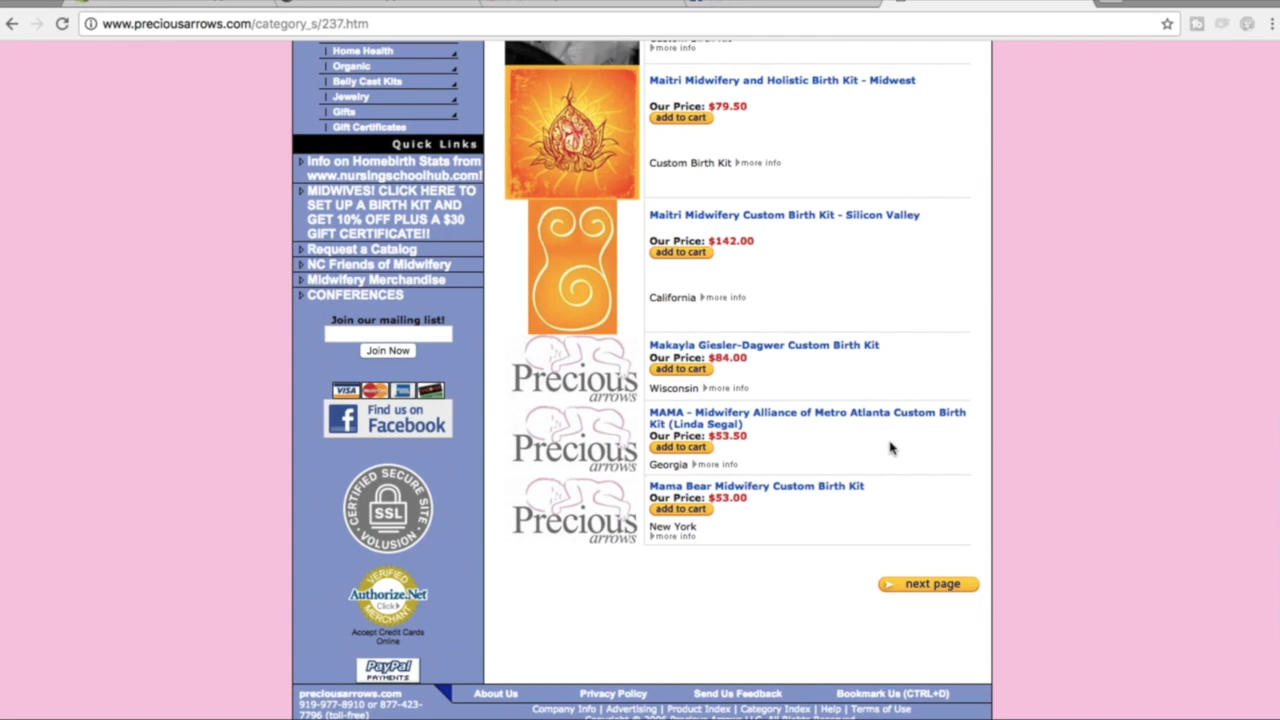 www.preciousarrows.com/category_s/237.htm
Home Health
Organic
Belly Cast Kits
Jewelry
Gifts
Gift Certificates
Quick Links
Info on Homebirth Stats from
www.nursingschoolhub.com!
MIDWIVES! CLICK HERE TO
SET UP A BIRTH KIT AND
GET 10% OFF PLUS A $30
GIFT CERTIFICATE!!
Request a Catalog
NC Friends of Midwifery
Midwifery Merchandise
CONFERENCES
Join our mailing list!
Join Now
VISA
Find us on
Facebook
CERTIFIED SECURE SITE
SSL
VOLUSION
VERIFIED
Authorize.Net
Click
MERCHANT
Accept Credit Cards
Online
PayPal
PAYMENTS
more info
Maitri Midwifery and Holistic Birth Kit - Midwest
Our Price: $79.50
add to cart
Custom Birth Kit more info
Maitri Midwifery Custom Birth Kit - Silicon Valley
Our Price: $142.00
add to cart
California more info
Precious
arrows
Makayla Giesler-Dagwer Custom Birth Kit
Our Price: $84.00
add to cart
Wisconsin more info
Precious
arrows
MAMA - Midwifery Alliance of Metro Atlanta Custom Birth
Kit (Linda Segal)
Our Price: $53.50
add to cart
Georgia more info
Precious
arrows
Mama Bear Midwifery Custom Birth Kit
Our Price: $53.00
add to cart
New York
more info
next page
preciousarrows.com
919-977-8910 or 877-423-
7796 (toll-free)
About Us Privacy Policy Send Us Feedback Bookmark Us (CTRL+D)
Company Info | Advertising | Product Index | Category Index | Help | Terms of Use